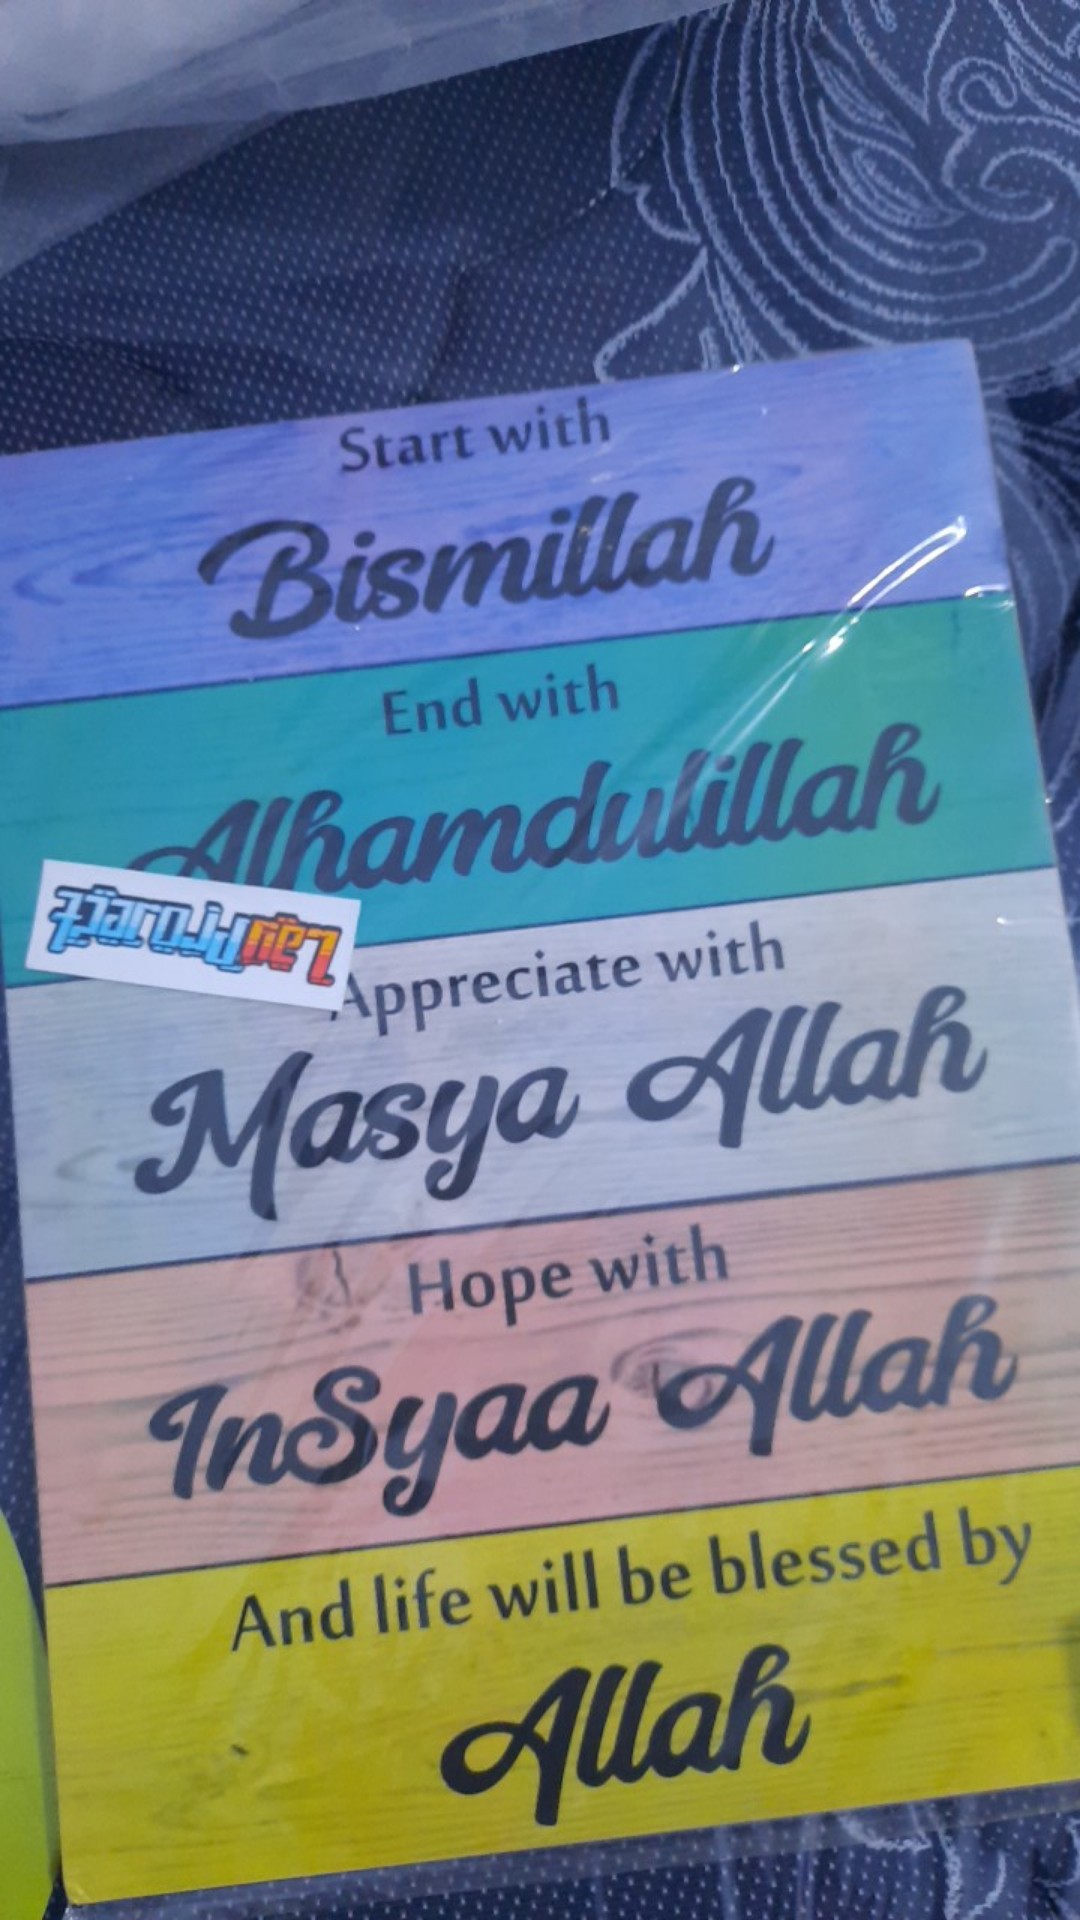 Start with
Bismillah
End with
Alhamdulillah
Appreciate with
Masya Allah
Hope with
InSyaa Allah
And life will be blessed by
Allah